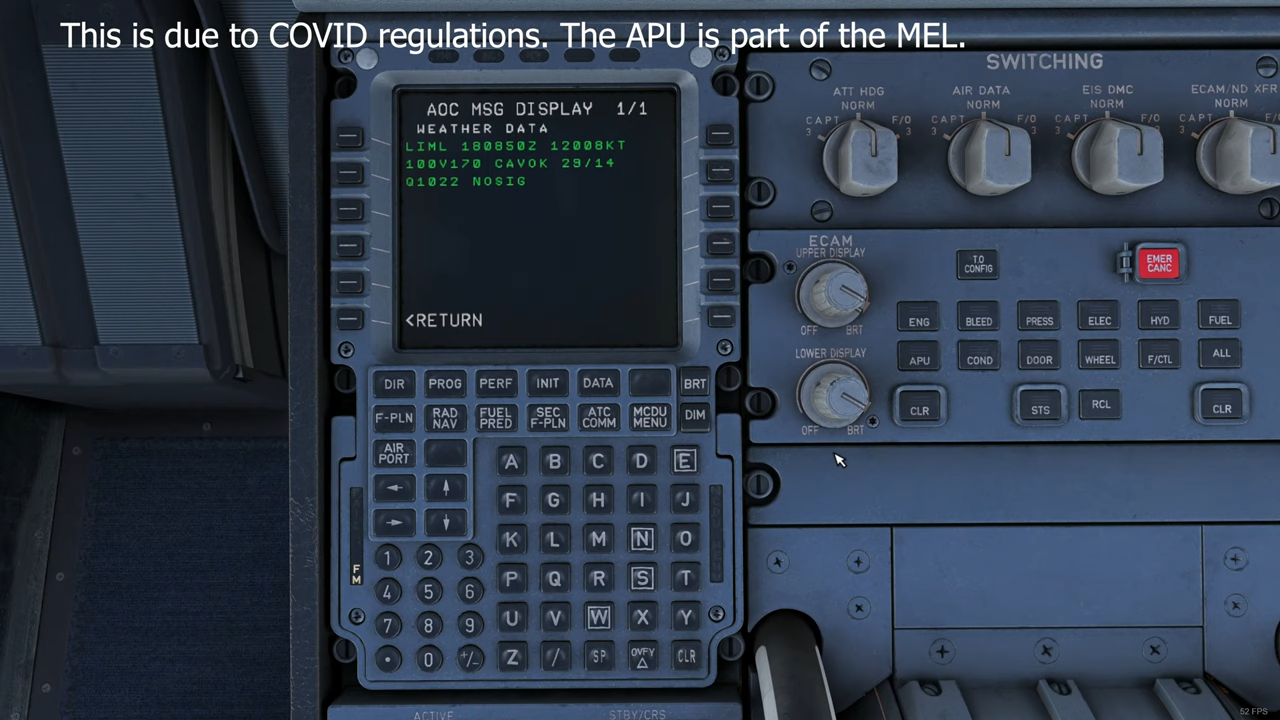 This is due to COVID regulations. The APU is part of the MEL.
AOC MSG DISPLAY 1/1
WEATHER DATA
LIML 180850Z 12008KT
100V170 CAVOK 29/14
Q1022 NOSIG
<RETURN
DIR PROG PERF INIT DATA BRT
F-PLN RAD NAV FUEL PRED SEC F-PLN ATC COMM MCDU MENU DIM
AIR PORT
← ↑
→ ↓
A B C D E
F G H I J
K L M N O
P Q R S T
U V W X Y
Z / SP OVFY △ CLR
1 2 3
4 5 6
7 8 9
. 0 +/-
FM
ACTIVE STBY/CRS
SWITCHING
ATT HDG AIR DATA EIS DMC ECAM/ND XFR
NORM NORM NORM NORM
CAPT 3 F/O 3 CAPT 3 F/O 3 CAPT 3 F/O 3 CAPT F/O
ECAM
UPPER DISPLAY
OFF BRT
T.O CONFIG
EMER CANC
ENG BLEED PRESS ELEC HYD FUEL
LOWER DISPLAY
OFF BRT
APU COND DOOR WHEEL F/CTL ALL
CLR STS RCL CLR
52 FPS